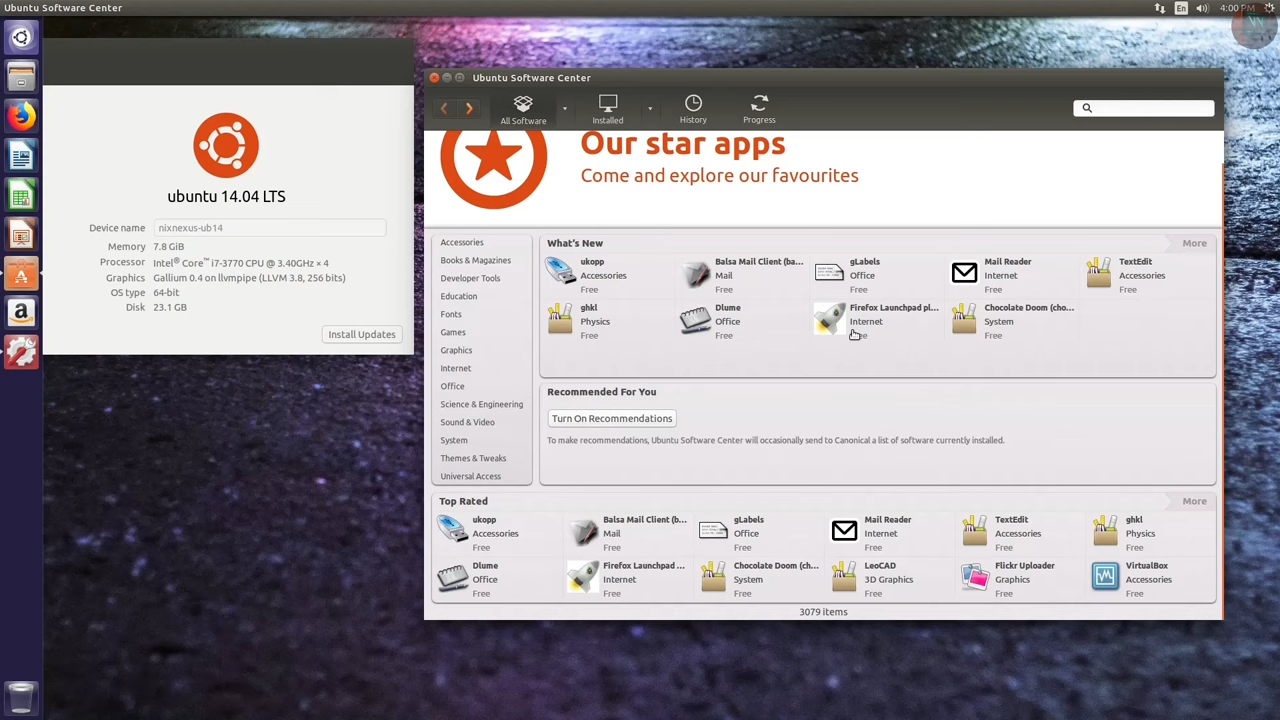 Ubuntu Software Center
En
4:00 PM
ubuntu 14.04 LTS
Device name nixnexus-ub14
Memory 7.8 GiB
Processor Intel® Core™ i7-3770 CPU @ 3.40GHz × 4
Graphics Gallium 0.4 on llvmpipe (LLVM 3.8, 256 bits)
OS type 64-bit
Disk 23.1 GB
Install Updates
Ubuntu Software Center
All Software Installed History Progress
Our star apps
Come and explore our favourites
Accessories
Books & Magazines
Developer Tools
Education
Fonts
Games
Graphics
Internet
Office
Science & Engineering
Sound & Video
System
Themes & Tweaks
Universal Access
What's New More
ukopp Balsa Mail Client (ba... gLabels Mail Reader TextEdit
Accessories Mail Office Internet Accessories
Free Free Free Free Free
ghkl Dlume Firefox Launchpad pl... Chocolate Doom (cho...
Physics Office Internet System
Free Free Free Free
Recommended For You
Turn On Recommendations
To make recommendations, Ubuntu Software Center will occasionally send to Canonical a list of software currently installed.
Top Rated More
ukopp Balsa Mail Client (b... gLabels Mail Reader TextEdit ghkl
Accessories Mail Office Internet Accessories Physics
Free Free Free Free Free Free
Dlume Firefox Launchpad ... Chocolate Doom (ch... LeoCAD Flickr Uploader VirtualBox
Office Internet System 3D Graphics Graphics Accessories
Free Free Free Free Free Free
3079 items